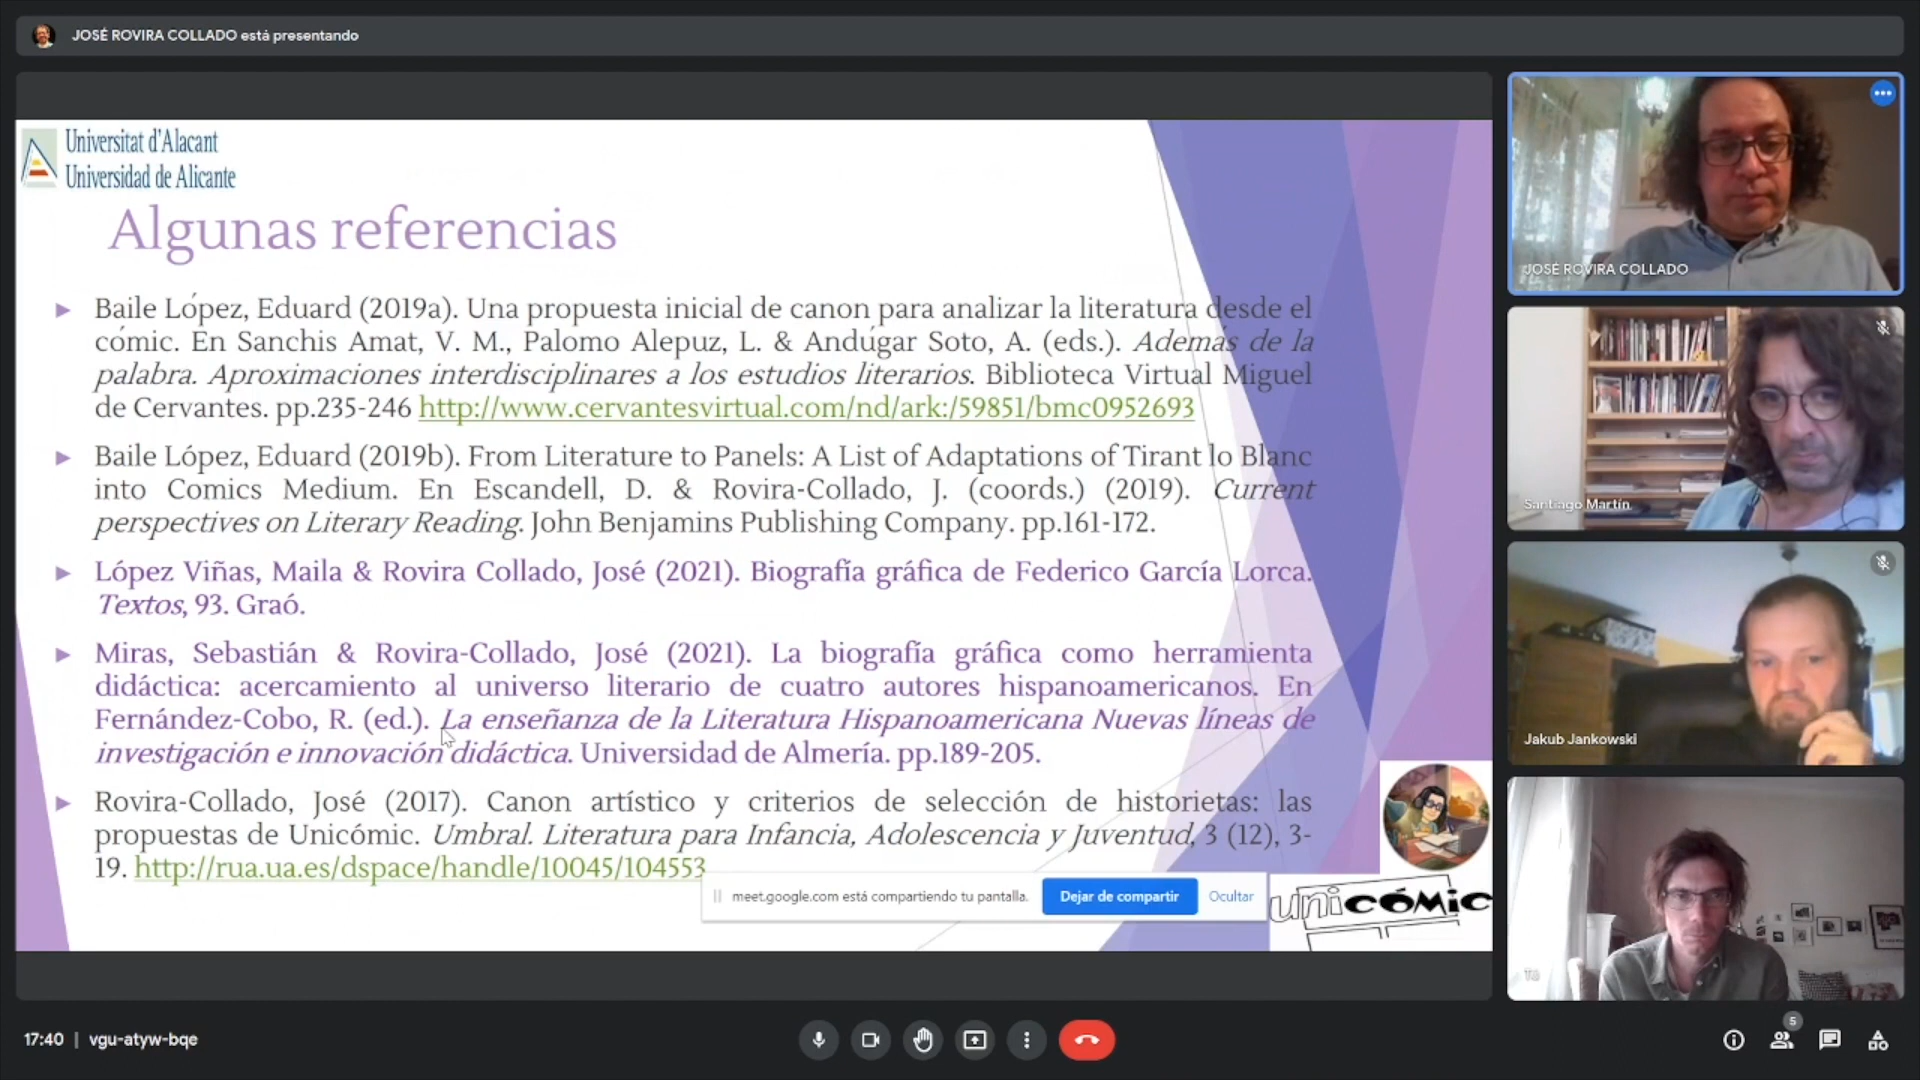 JOSÉ ROVIRA COLLADO está presentando
Universitat d'Alacant
Universidad de Alicante
Algunas referencias
Baile López, Eduard (2019a). Una propuesta inicial de canon para analizar la literatura desde el
cómic. En Sanchis Amat, V. M., Palomo Alepuz, L. & Andúgar Soto, A. (eds.). Además de la
palabra. Aproximaciones interdisciplinares a los estudios literarios. Biblioteca Virtual Miguel
de Cervantes. pp.235-246 http://www.cervantesvirtual.com/nd/ark:/59851/bmc0952693
Baile López, Eduard (2019b). From Literature to Panels: A List of Adaptations of Tirant lo Blanc
into Comics Medium. En Escandell, D. & Rovira-Collado, J. (coords.) (2019). Current
perspectives on Literary Reading. John Benjamins Publishing Company. pp.161-172.
López Viñas, Maila & Rovira Collado, José (2021). Biografía gráfica de Federico García Lorca.
Textos, 93. Graó.
Miras, Sebastián & Rovira-Collado, José (2021). La biografía gráfica como herramienta
didáctica: acercamiento al universo literario de cuatro autores hispanoamericanos. En
Fernández-Cobo, R. (ed.). La enseñanza de la Literatura Hispanoamericana Nuevas líneas de
investigación e innovación didáctica. Universidad de Almería. pp.189-205.
Rovira-Collado, José (2017). Canon artístico y criterios de selección de historietas: las
propuestas de Unicómic. Umbral. Literatura para Infancia, Adolescencia y Juventud, 3 (12), 3-
19. http://rua.ua.es/dspace/handle/10045/104553
meet.google.com está compartiendo tu pantalla.
Dejar de compartir
Ocultar
unicómic
JOSÉ ROVIRA COLLADO
Santiago Martín
Jakub Jankowski
Tú
17:40 | vgu-atyw-bqe
5